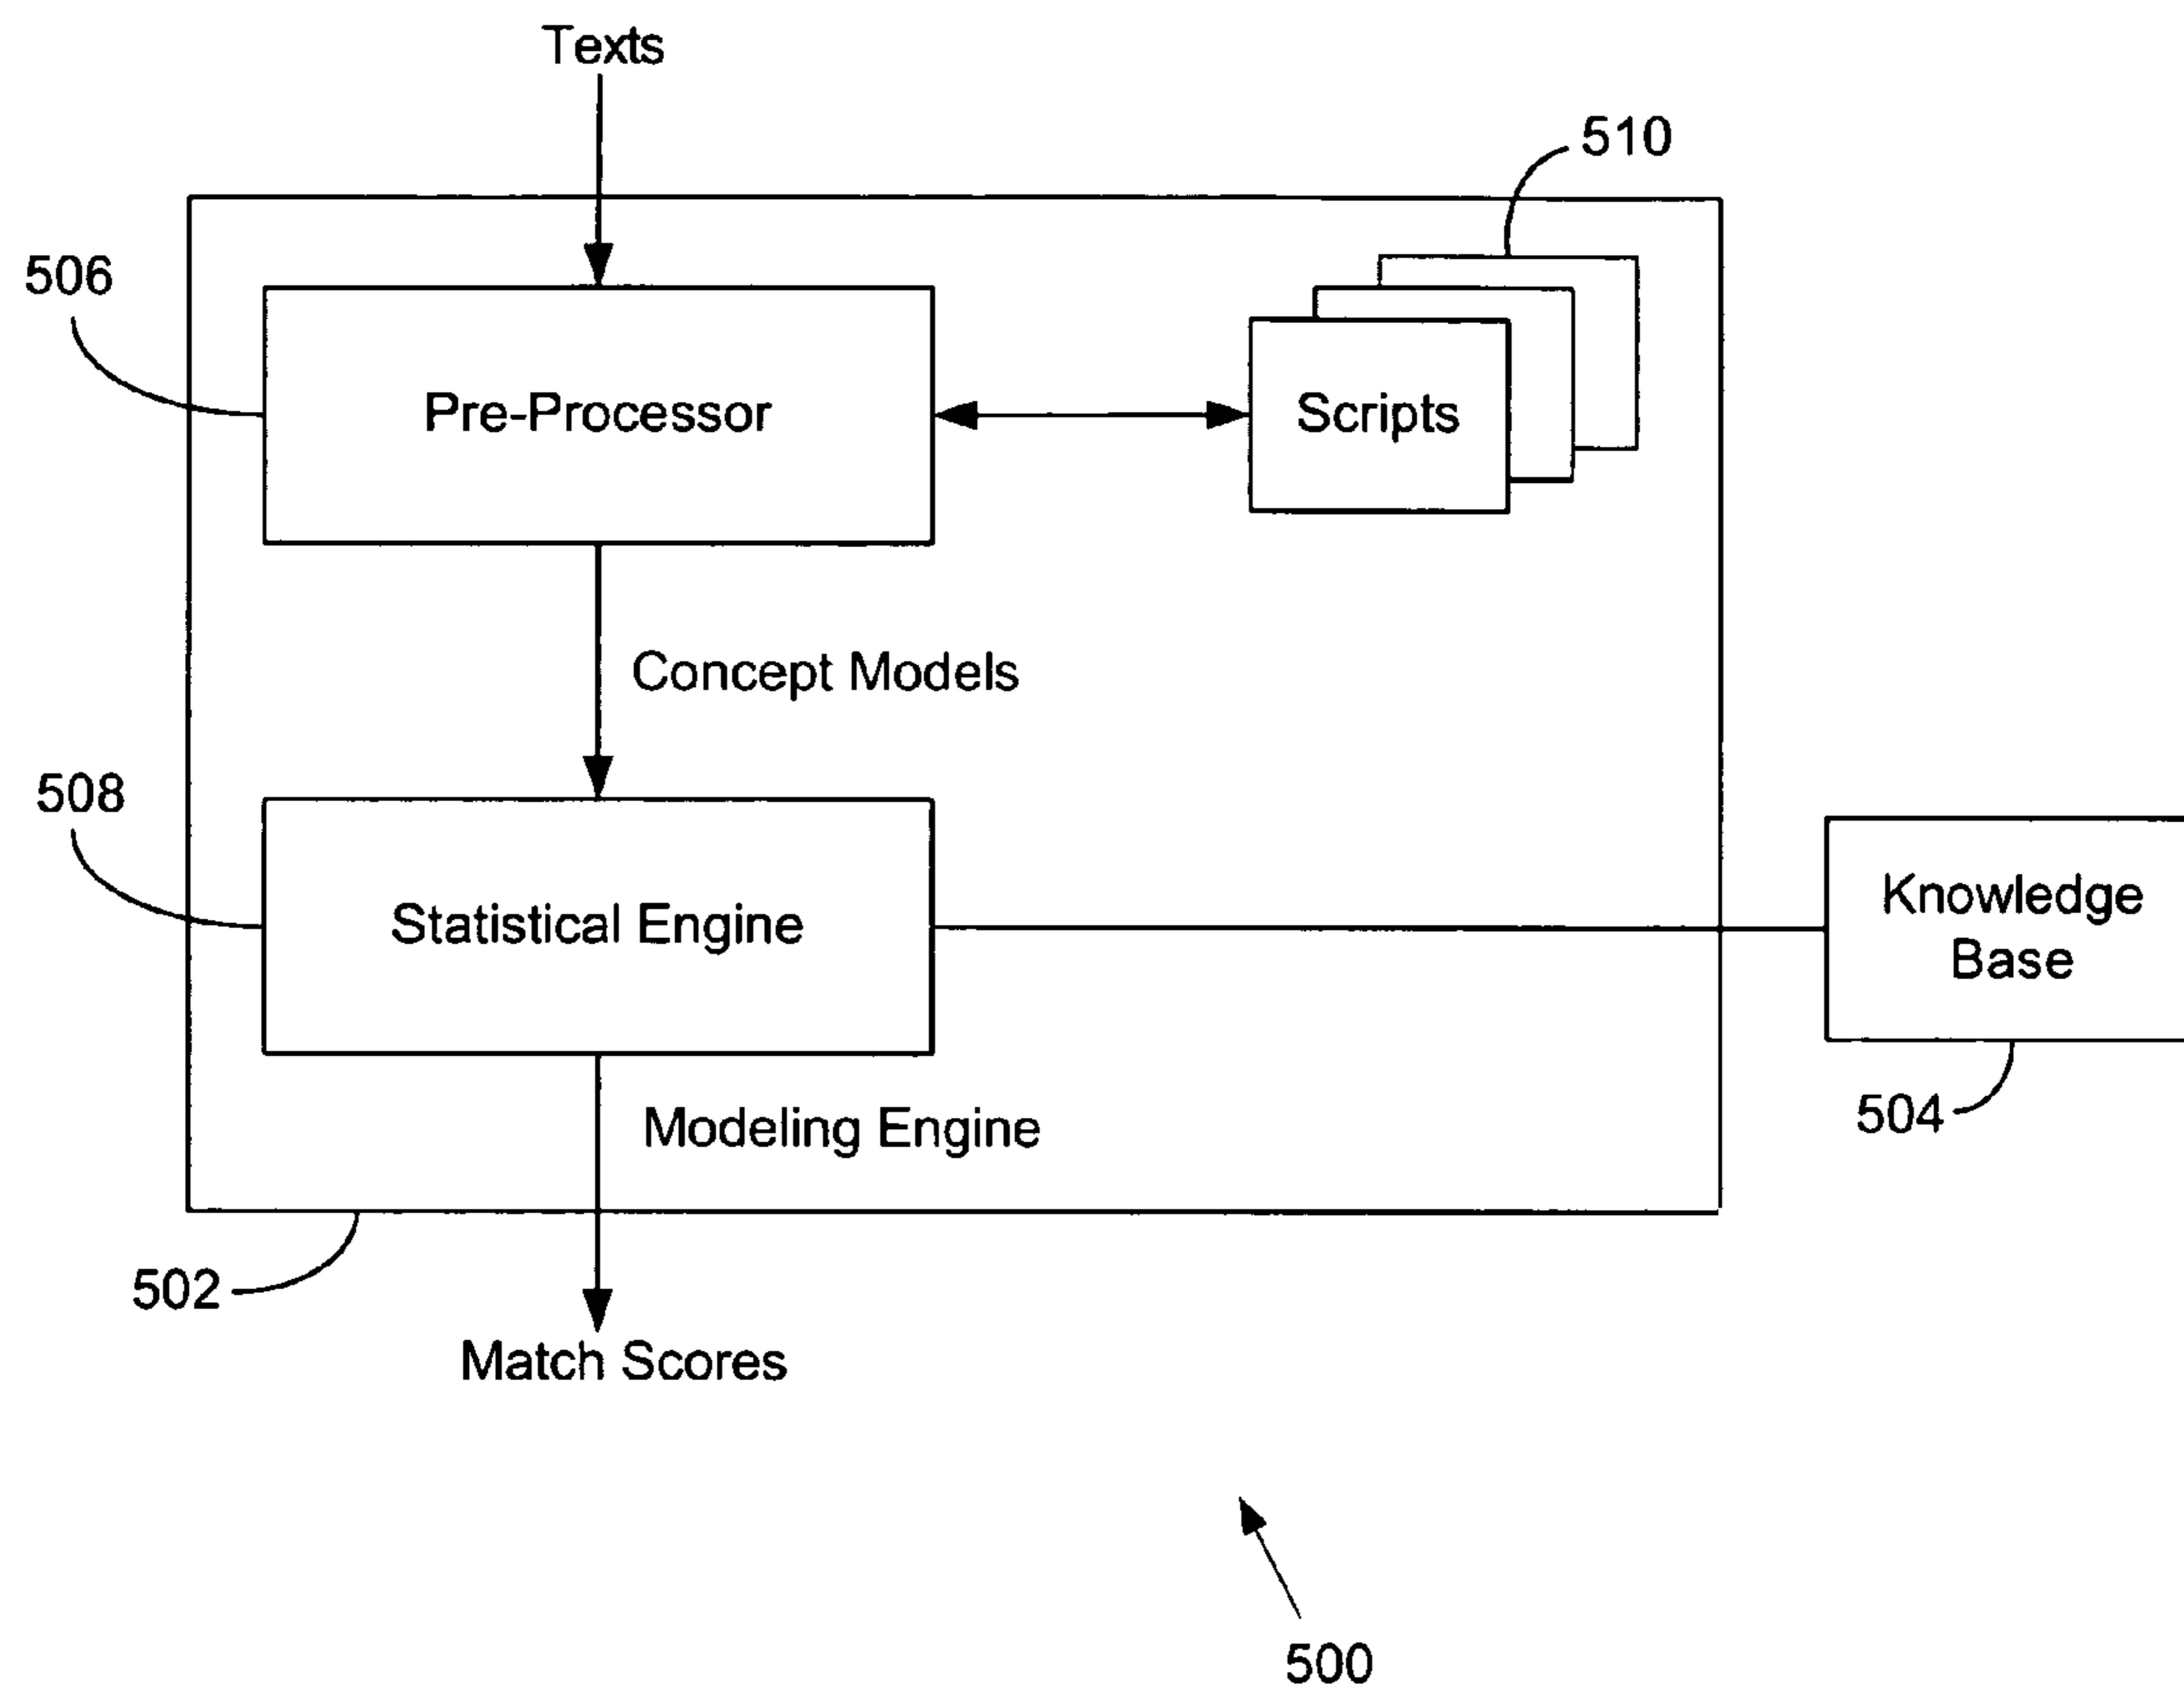 Texts
510
506
Pre-Processor
Scripts
Concept Models
508
Statistical Engine
Knowledge
Base
504
Modeling Engine
502
Match Scores
500